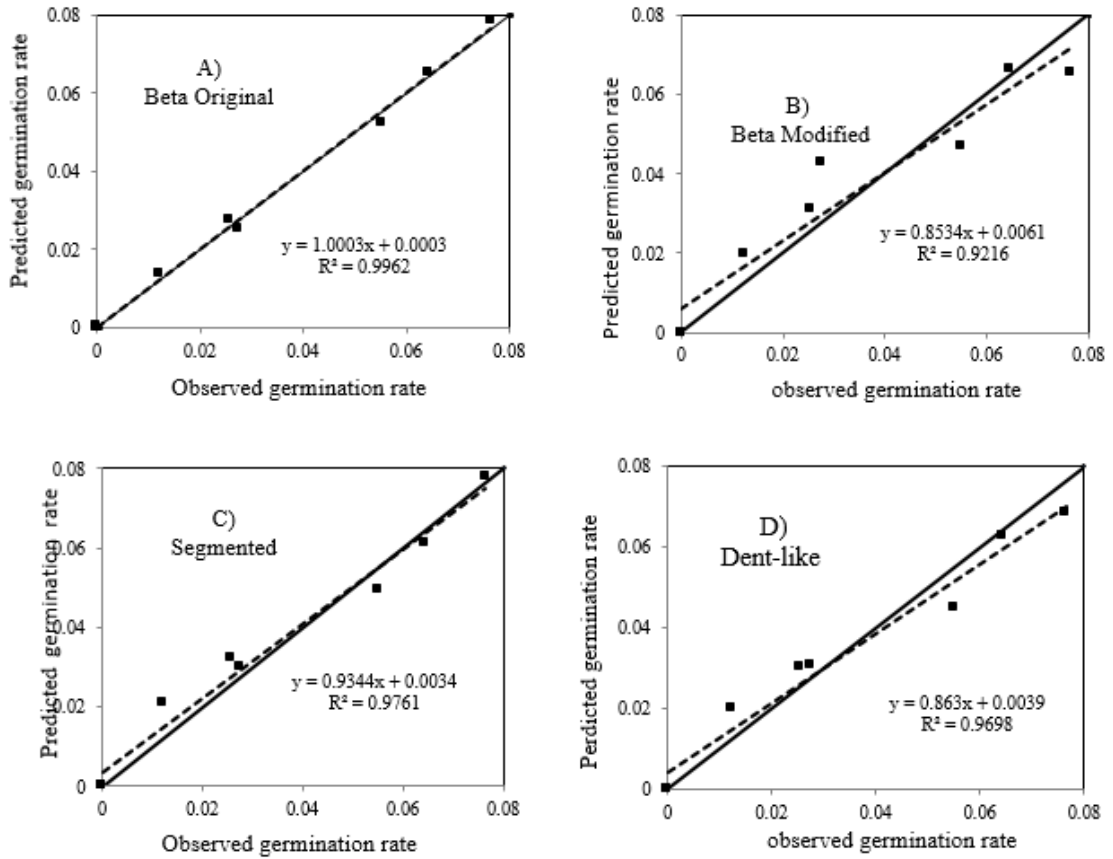 Predicted germination rate
0.08
0.06
0.04
0.02
0
A)
Beta Original
y = 1.0003x + 0.0003
R² = 0.9962
0 0.02 0.04 0.06 0.08
Observed germination rate
Predicted germination rate
0.08
0.06
0.04
0.02
0
B)
Beta Modified
y = 0.8534x + 0.0061
R² = 0.9216
0 0.02 0.04 0.06 0.08
observed germination rate
Predicted germination rate
0.08
0.06
0.04
0.02
0
C)
Segmented
y = 0.9344x + 0.0034
R² = 0.9761
0 0.02 0.04 0.06 0.08
Observed germination rate
Perdicted germination rate
0.08
0.06
0.04
0.02
0
D)
Dent-like
y = 0.863x + 0.0039
R² = 0.9698
0 0.02 0.04 0.06 0.08
observed germination rate